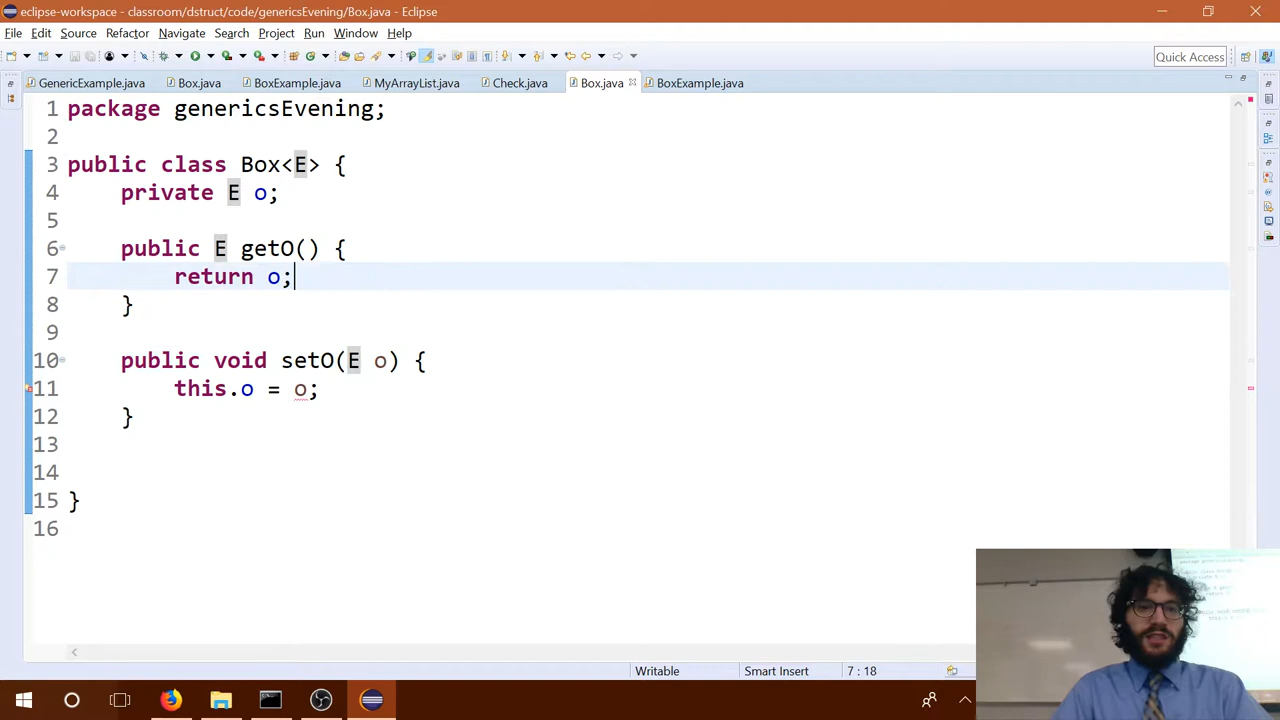 eclipse-workspace - classroom/dstruct/code/genericsEvening/Box.java - Eclipse
File Edit Source Refactor Navigate Search Project Run Window Help
Quick Access
GenericExample.java Box.java BoxExample.java MyArrayList.java Check.java Box.java BoxExample.java
1 package genericsEvening;
2
3 public class Box<E> {
4 private E o;
5
6 public E getO() {
7 return o;
8 }
9
10 public void setO(E o) {
11 this.o = o;
12 }
13
14
15 }
16
Writable Smart Insert 7 : 18